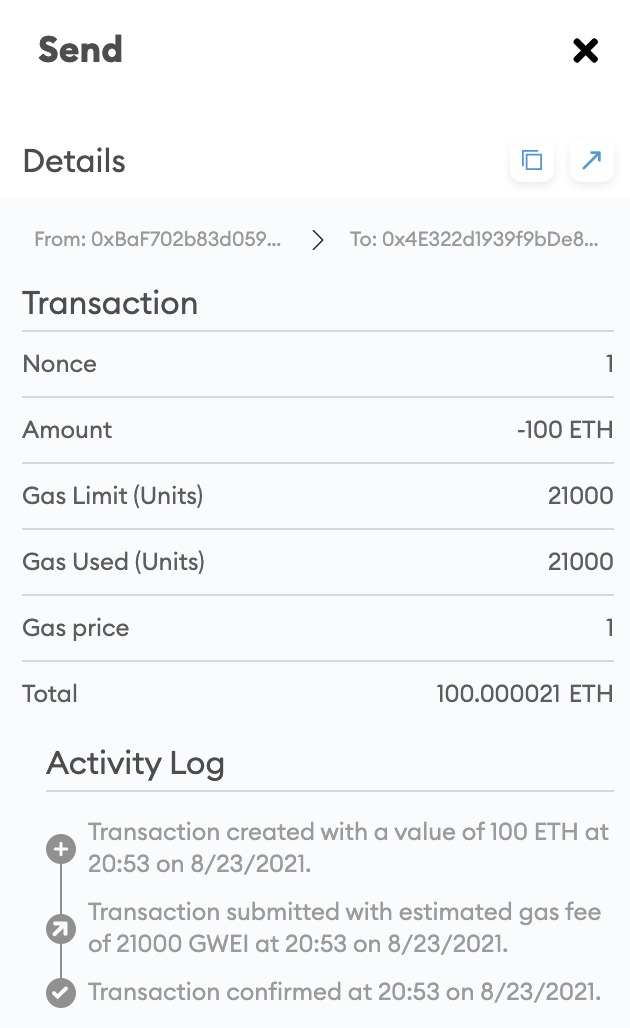 Send
Details
From: 0xBaF702b83d059... To: 0x4E322d1939f9bDe8...
Transaction
Nonce 1
Amount -100 ETH
Gas Limit (Units) 21000
Gas Used (Units) 21000
Gas price 1
Total 100.000021 ETH
Activity Log
Transaction created with a value of 100 ETH at
20:53 on 8/23/2021.
Transaction submitted with estimated gas fee
of 21000 GWEI at 20:53 on 8/23/2021.
Transaction confirmed at 20:53 on 8/23/2021.